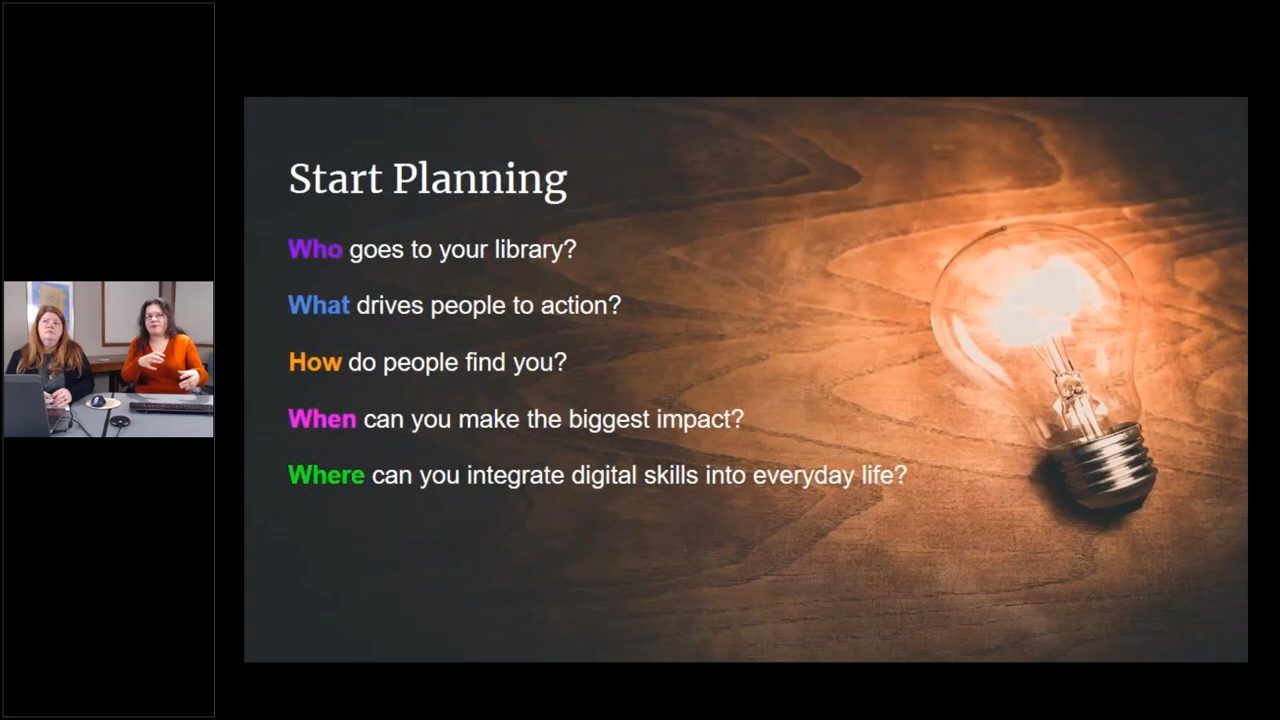 Start Planning
Who goes to your library?
What drives people to action?
How do people find you?
When can you make the biggest impact?
Where can you integrate digital skills into everyday life?